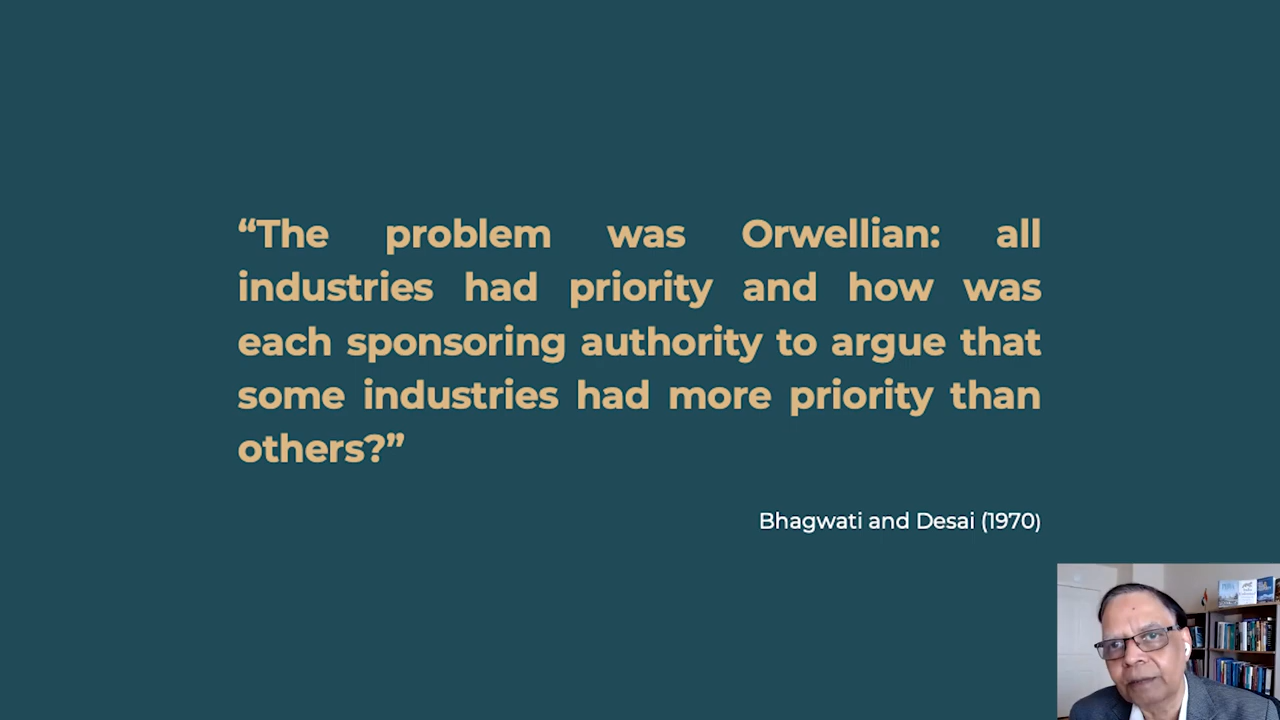 “The problem was Orwellian: all
industries had priority and how was
each sponsoring authority to argue that
some industries had more priority than
others?”
Bhagwati and Desai (1970)